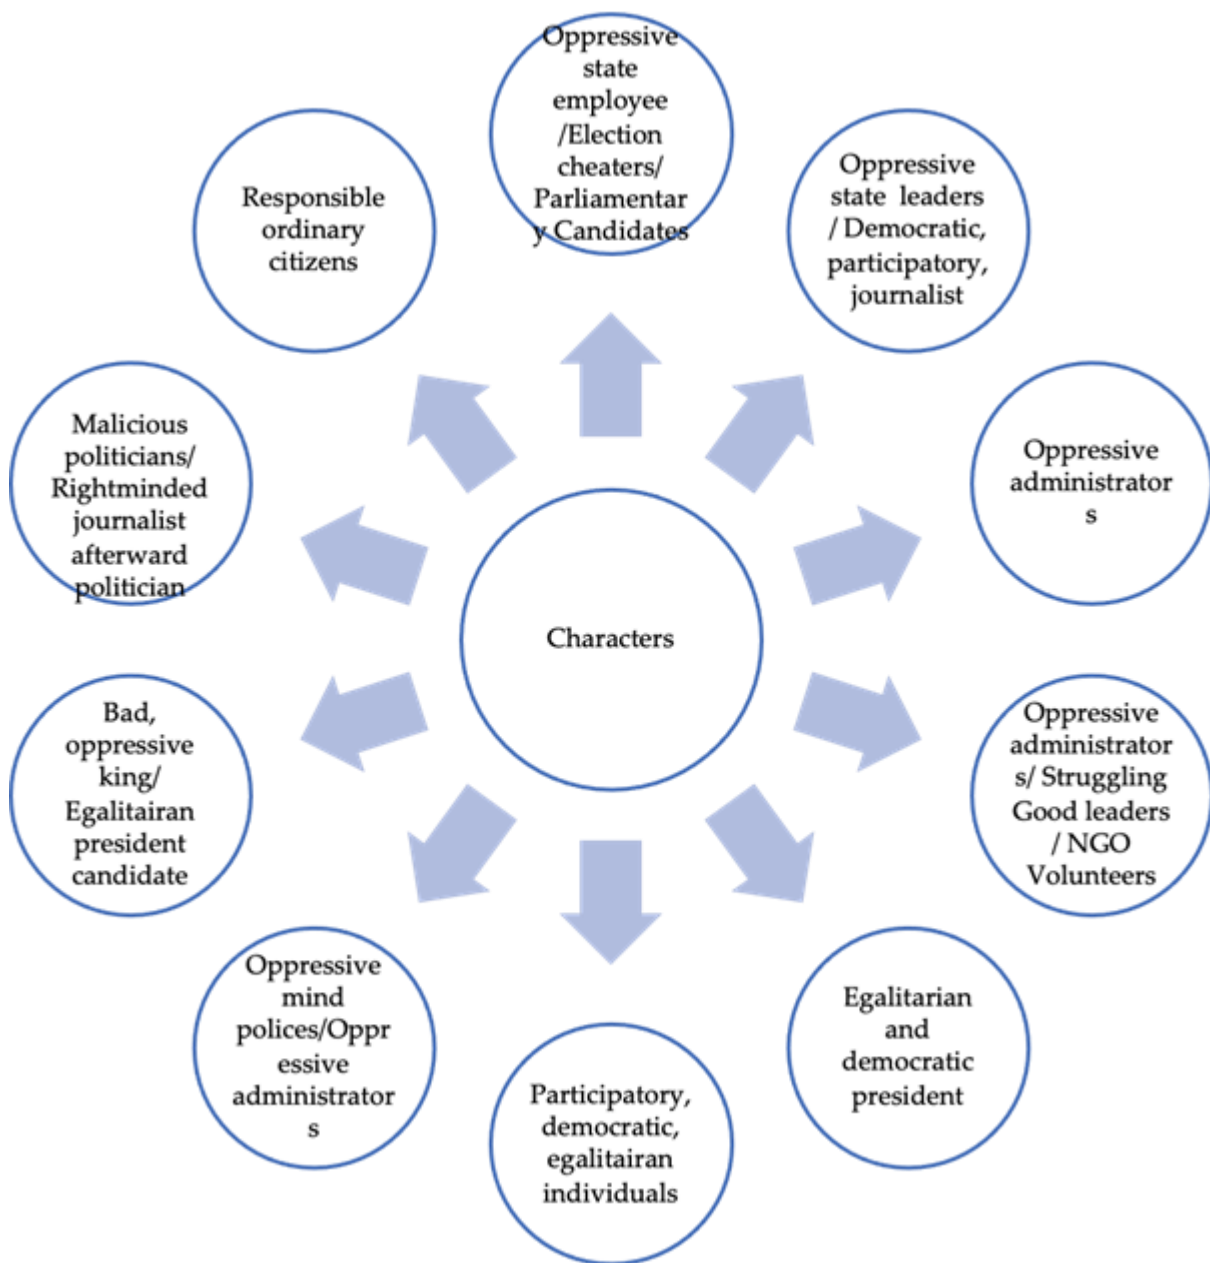 Oppressive
state
employee
/Election
cheaters/
Parliamentar
y Candidates
Oppressive
state leaders
/ Democratic,
participatory,
journalist
Oppressive
administrator
s
Oppressive
administrator
s/ Struggling
Good leaders
/ NGO
Volunteers
Egalitarian
and
democratic
president
Participatory,
democratic,
egalitairan
individuals
Oppressive
mind
polices/Oppr
essive
administrator
s
Bad,
oppressive
king/
Egalitairan
president
candidate
Malicious
politicians/
Rightminded
journalist
afterward
politician
Responsible
ordinary
citizens
Characters